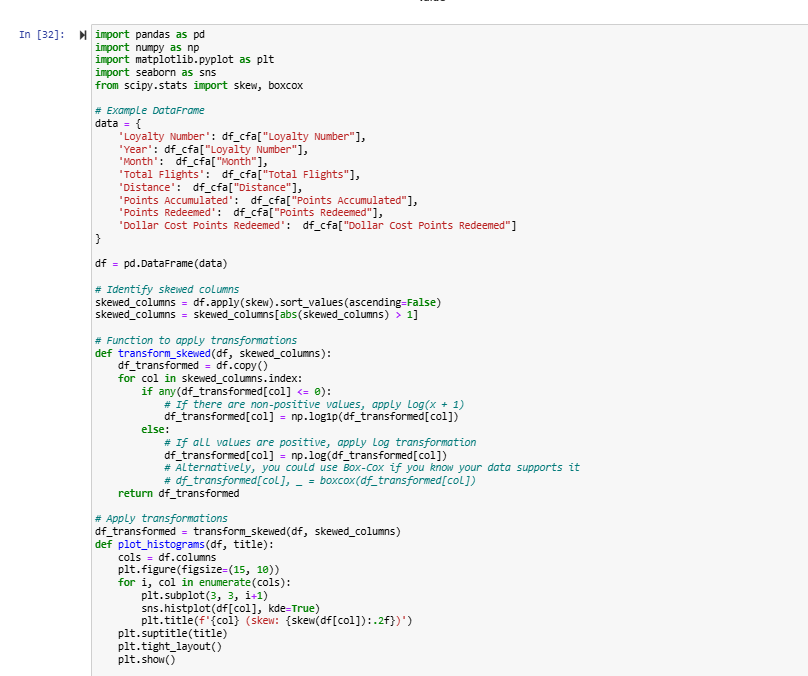 In [32]:
import pandas as pd
import numpy as np
import matplotlib.pyplot as plt
import seaborn as sns
from scipy.stats import skew, boxcox

# Example DataFrame
data = {
    'Loyalty Number': df_cfa["Loyalty Number"],
    'Year': df_cfa["Loyalty Number"],
    'Month':  df_cfa["Month"],
    'Total Flights':  df_cfa["Total Flights"],
    'Distance':  df_cfa["Distance"],
    'Points Accumulated':  df_cfa["Points Accumulated"],
    'Points Redeemed':  df_cfa["Points Redeemed"],
    'Dollar Cost Points Redeemed':  df_cfa["Dollar Cost Points Redeemed"]
}

df = pd.DataFrame(data)

# Identify skewed columns
skewed_columns = df.apply(skew).sort_values(ascending=False)
skewed_columns = skewed_columns[abs(skewed_columns) > 1]

# Function to apply transformations
def transform_skewed(df, skewed_columns):
    df_transformed = df.copy()
    for col in skewed_columns.index:
        if any(df_transformed[col] <= 0):
            # If there are non-positive values, apply log(x + 1)
            df_transformed[col] = np.log1p(df_transformed[col])
        else:
            # If all values are positive, apply log transformation
            df_transformed[col] = np.log(df_transformed[col])
            # Alternatively, you could use Box-Cox if you know your data supports it
            # df_transformed[col], _ = boxcox(df_transformed[col])
    return df_transformed

# Apply transformations
df_transformed = transform_skewed(df, skewed_columns)
def plot_histograms(df, title):
    cols = df.columns
    plt.figure(figsize=(15, 10))
    for i, col in enumerate(cols):
        plt.subplot(3, 3, i+1)
        sns.histplot(df[col], kde=True)
        plt.title(f'{col} (skew: {skew(df[col]):.2f})')
    plt.suptitle(title)
    plt.tight_layout()
    plt.show()